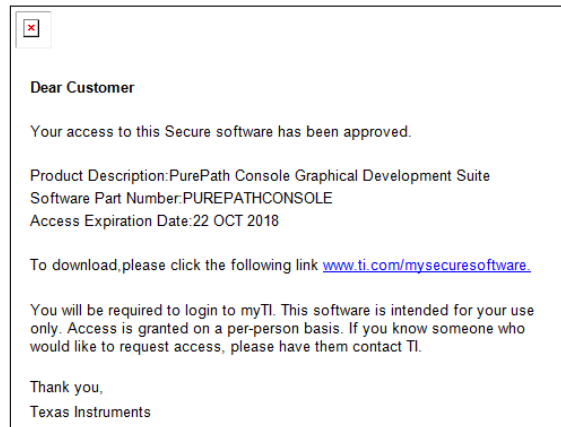 Dear Customer
Your access to this Secure software has been approved.
Product Description:PurePath Console Graphical Development Suite
Software Part Number:PUREPATHCONSOLE
Access Expiration Date:22 OCT 2018
To download,please click the following link www.ti.com/mysecuresoftware.
You will be required to login to myTI. This software is intended for your use
only. Access is granted on a per-person basis. If you know someone who
would like to request access, please have them contact TI.
Thank you,
Texas Instruments